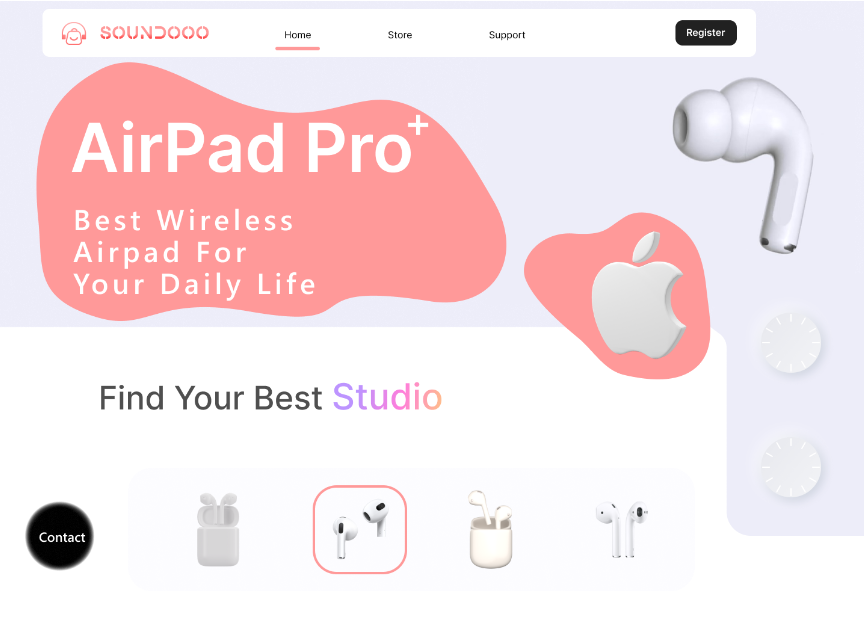 SOUNDOOO
Home
Store
Support
Register
AirPad Pro+
Best Wireless
Airpad For
Your Daily Life
Find Your Best Studio
Contact